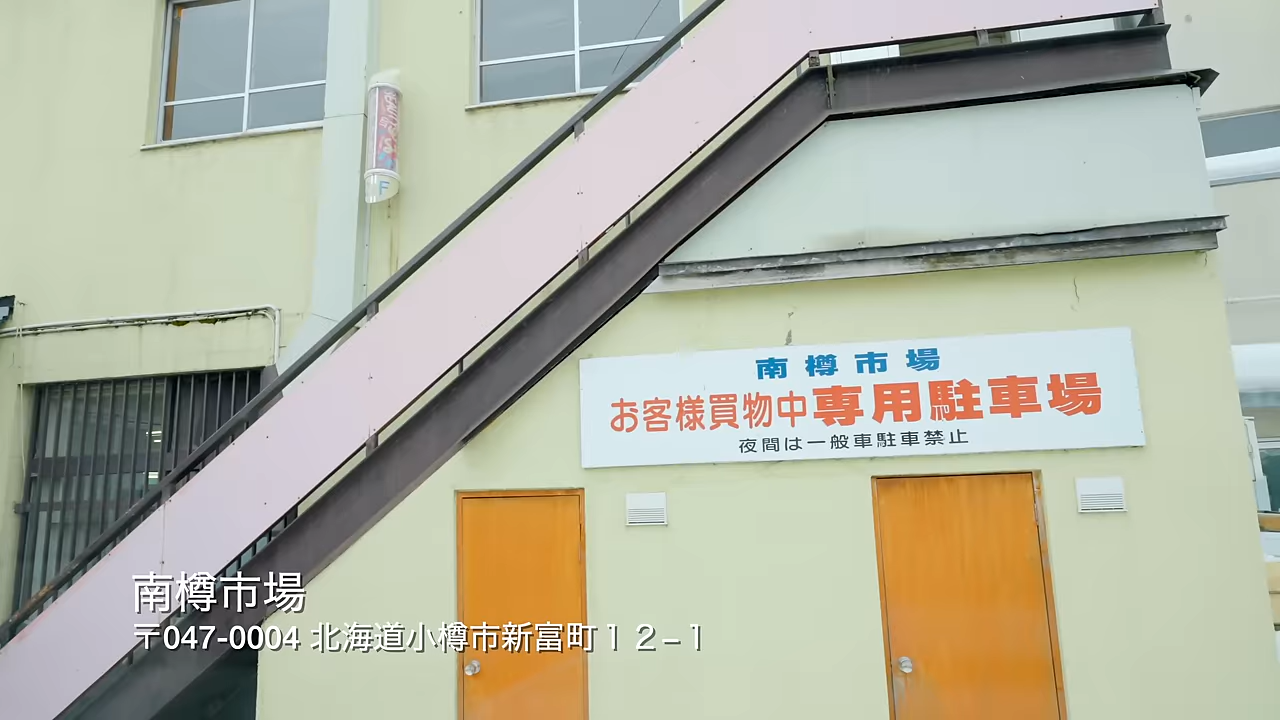 南樽市場
お客様買物中専用駐車場
夜間は一般車駐車禁止
F
南樽市場
〒047-0004 北海道小樽市新富町１２−１